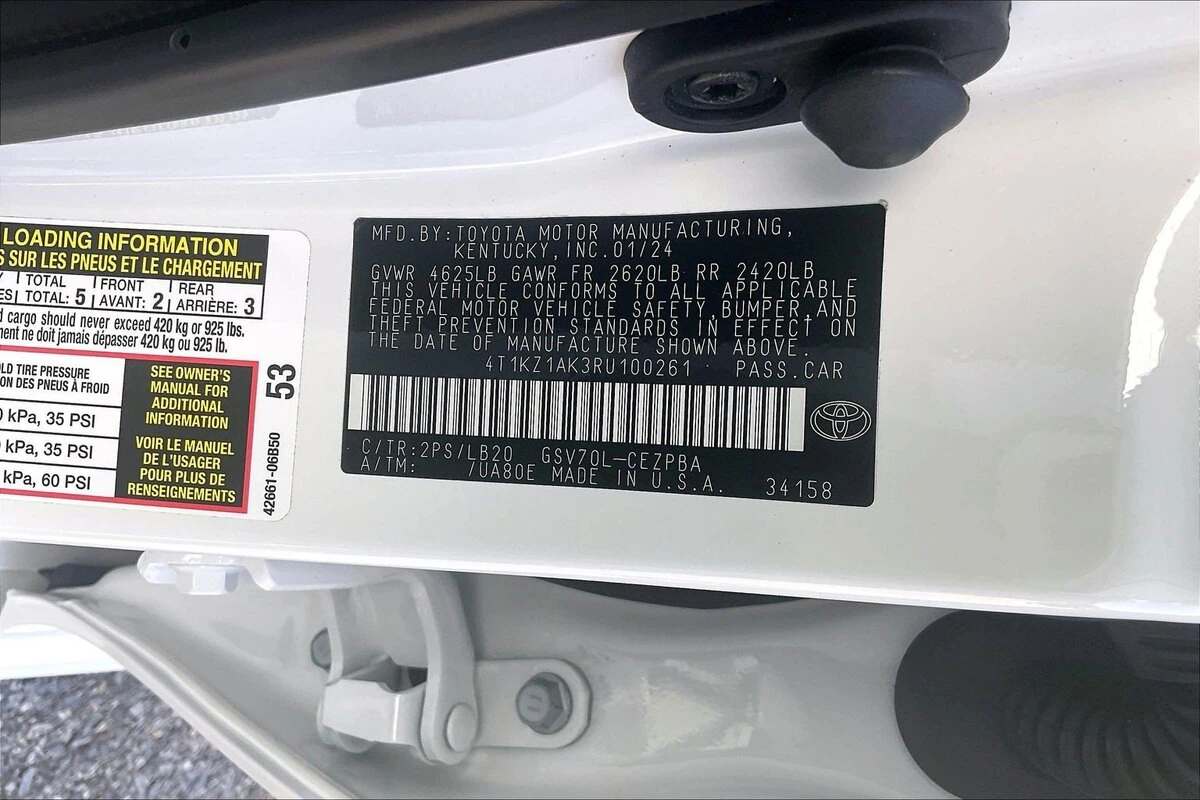 LOADING INFORMATION
S SUR LES PNEUS ET LE CHARGEMENT
TOTAL FRONT REAR
TOTAL: 5 AVANT: 2 ARRIÈRE: 3
cargo should never exceed 420 kg or 925 lbs.
ne doit jamais dépasser 420 kg ou 925 lb.
TIRE PRESSURE
DES PNEUS À FROID
kPa, 35 PSI
kPa, 35 PSI
kPa, 60 PSI
SEE OWNER'S
MANUAL FOR
ADDITIONAL
INFORMATION
VOIR LE MANUEL
DE L'USAGER
POUR PLUS DE
RENSEIGNEMENTS
53
42661-06B50
MFD.BY:TOYOTA MOTOR MANUFACTURING,
KENTUCKY,INC.01/24
GVWR 4625LB GAWR FR 2620LB RR 2420LB
THIS VEHICLE CONFORMS TO ALL APPLICABLE
FEDERAL MOTOR VEHICLE SAFETY,BUMPER,AND
THEFT PREVENTION STANDARDS IN EFFECT ON
THE DATE OF MANUFACTURE SHOWN ABOVE.
4T1KZ1AK3RU100261 PASS.CAR
C/TR:2PS/LB20 GSV70L-CEZPBA
A/TM: /UA80E MADE IN U.S.A. 34158